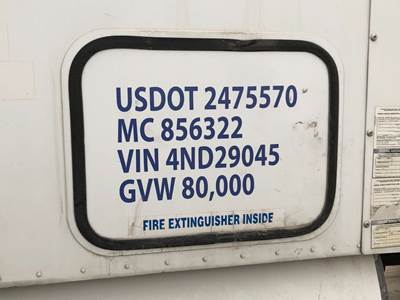 USDOT 2475570
MC 856322
VIN 4ND29045
GVW 80,000
FIRE EXTINGUISHER INSIDE